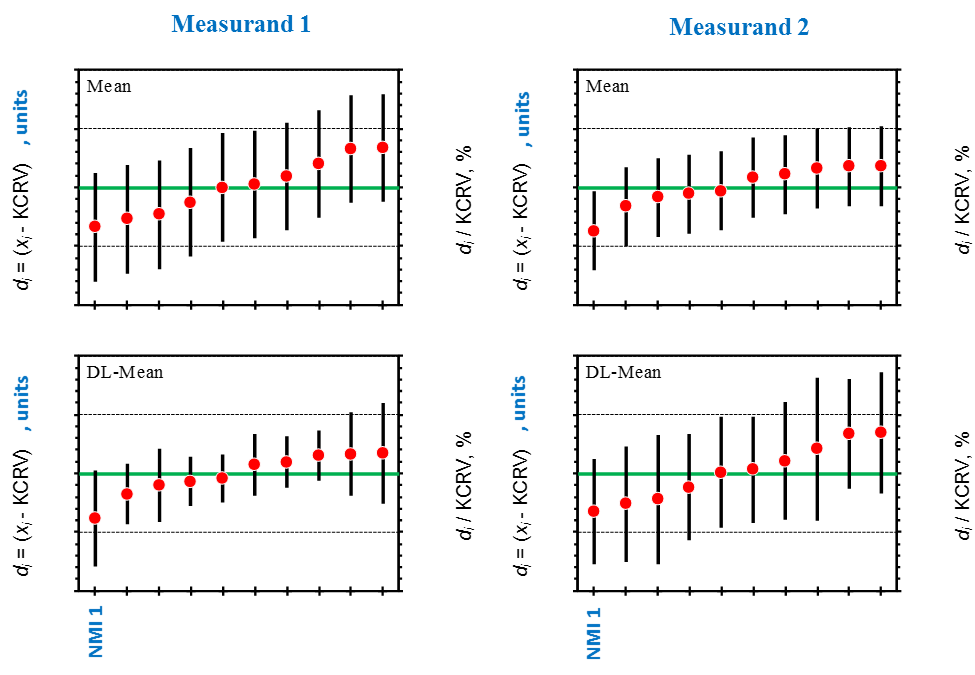 Measurand 1
Measurand 2
Mean
dᵢ = (xᵢ - KCRV) , units
dᵢ / KCRV, %
Mean
dᵢ = (xᵢ - KCRV) , units
dᵢ / KCRV, %
DL-Mean
dᵢ = (xᵢ - KCRV) , units
dᵢ / KCRV, %
DL-Mean
dᵢ = (xᵢ - KCRV) , units
dᵢ / KCRV, %
NMI 1
NMI 1